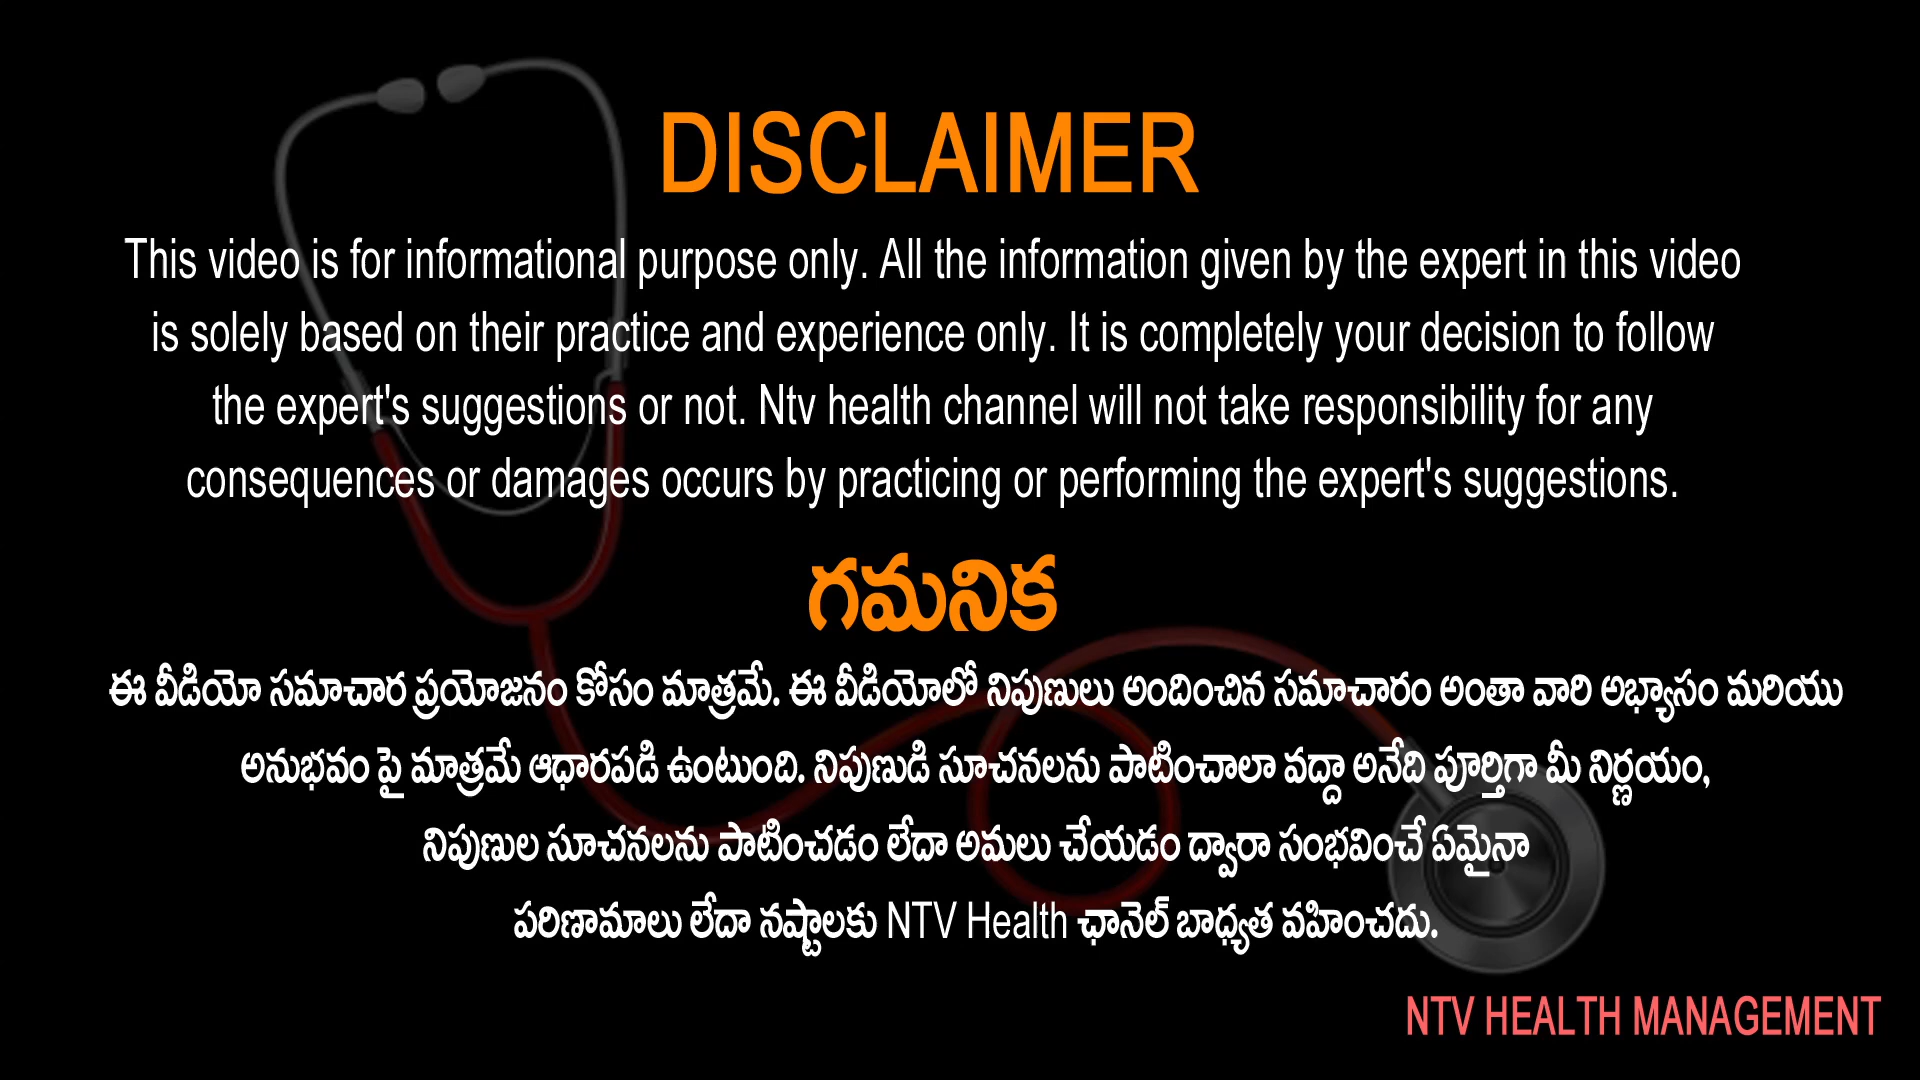 DISCLAIMER
This video is for informational purpose only. All the information given by the expert in this video
is solely based on their practice and experience only. It is completely your decision to follow
the expert's suggestions or not. Ntv health channel will not take responsibility for any
consequences or damages occurs by practicing or performing the expert's suggestions.
గమనిక
ఈ వీడియో సమాచార ప్రయోజనం కోసం మాత్రమే. ఈ వీడియోలో నిపుణులు అందించిన సమాచారం అంతా వారి అభ్యాసం మరియు
అనుభవం పై మాత్రమే ఆధారపడి ఉంటుంది. నిపుణుడి సూచనలను పాటించాలా వద్దా అనేది పూర్తిగా మీ నిర్ణయం,
నిపుణుల సూచనలను పాటించడం లేదా అమలు చేయడం ద్వారా సంభవించే ఏమైనా
పరిణామాలు లేదా నష్టాలకు NTV Health ఛానెల్ బాధ్యత వహించదు.
NTV HEALTH MANAGEMENT